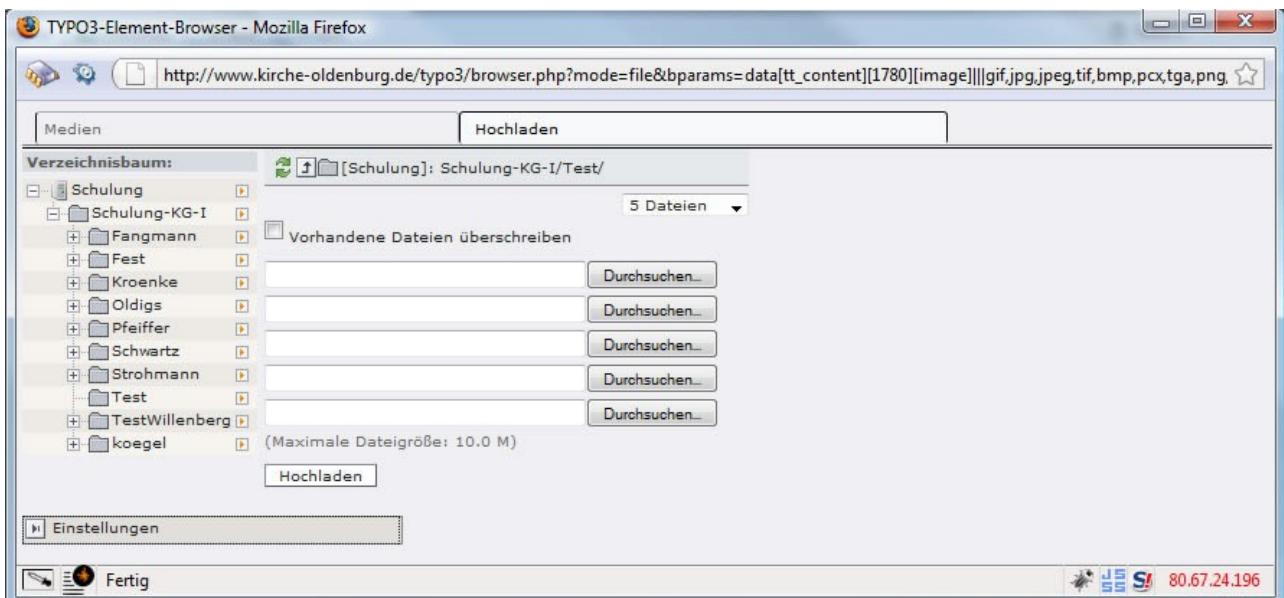 TYPO3-Element-Browser - Mozilla Firefox
http://www.kirche-oldenburg.de/typo3/browser.php?mode=file&bparams=data[tt_content][1780][image]|||gif,jpg,jpeg,tif,bmp,pcx,tga,png,
Medien
Hochladen
Verzeichnisbaum:
[Schulung]: Schulung-KG-I/Test/
Schulung
5 Dateien
Schulung-KG-I
Fangmann
Vorhandene Dateien überschreiben
Fest
Kroenke
Durchsuchen...
Oldigs
Durchsuchen...
Pfeiffer
Schwartz
Durchsuchen...
Strohmann
Durchsuchen...
Test
TestWillenberg
Durchsuchen...
koegel
(Maximale Dateigröße: 10.0 M)
Hochladen
Einstellungen
Fertig
JS
SS
S!
80.67.24.196